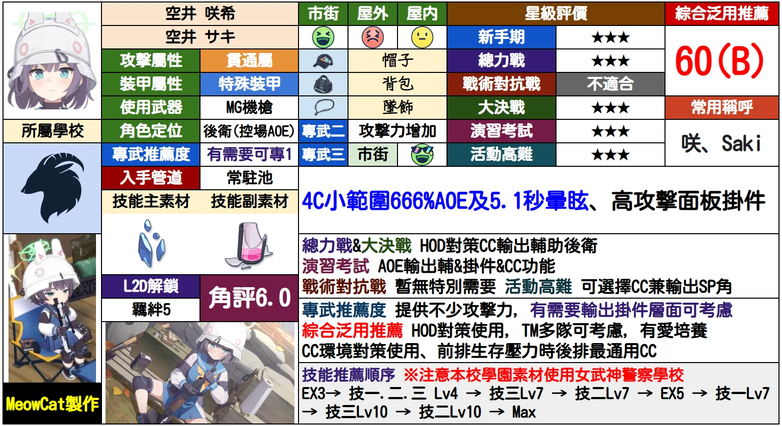 空井 咲希 市街 屋外 屋内 星級評價 綜合泛用推薦
空井 サキ 新手期 ★★★
60(B)
攻擊屬性 貫通屬 帽子 總力戰 ★★★
裝甲屬性 特殊裝甲 背包 戰術對抗戰 不適合
使用武器 MG機槍 墜飾 大決戰 ★★★ 常用稱呼
所屬學校 角色定位 後衛(控場AOE) 專武二 攻擊力增加 演習考試 ★★★
咲、Saki
專武推薦度 有需要可專1 專武三 市街 活動高難 ★★★
入手管道 常駐池
技能主素材 技能副素材
4C小範圍666%AOE及5.1秒暈眩、高攻擊面板掛件
總力戰&大決戰 HOD對策CC輸出輔助後衛
演習考試 AOE輸出輔&掛件&CC功能
戰術對抗戰 暫無特別需要 活動高難 可選擇CC兼輸出SP角
L2D解鎖
羈絆5
角評6.0
專武推薦度 提供不少攻擊力，有需要輸出掛件層面可考慮
綜合泛用推薦 HOD對策使用，TM多隊可考慮，有愛培養
CC環境對策使用、前排生存壓力時後排最通用CC
技能推薦順序 ※注意本校學園素材使用女武神警察學校
EX3→ 技一.二.三 Lv4 → 技三Lv7 → 技二Lv7 → EX5 → 技一Lv7
→ 技三Lv10 → 技二Lv10 → Max
MeowCat製作